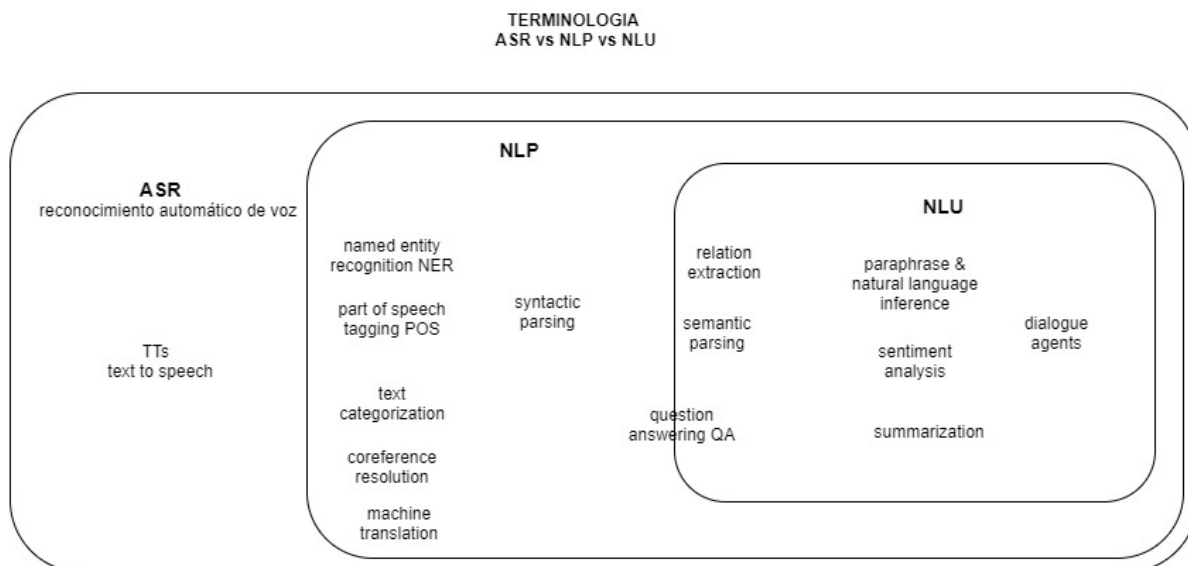 TERMINOLOGIA
ASR vs NLP vs NLU
ASR
reconocimiento automático de voz
TTs
text to speech
NLP
named entity
recognition NER
part of speech
tagging POS
text
categorization
coreference
resolution
machine
translation
syntactic
parsing
NLU
relation
extraction
semantic
parsing
question
answering QA
paraphrase &
natural language
inference
sentiment
analysis
summarization
dialogue
agents